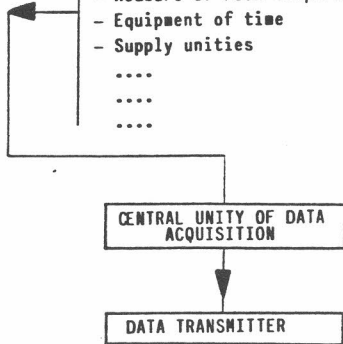 – Equipment of time
– Supply unities
....
....
....
CENTRAL UNITY OF DATA
ACQUISITION
DATA TRANSMITTER